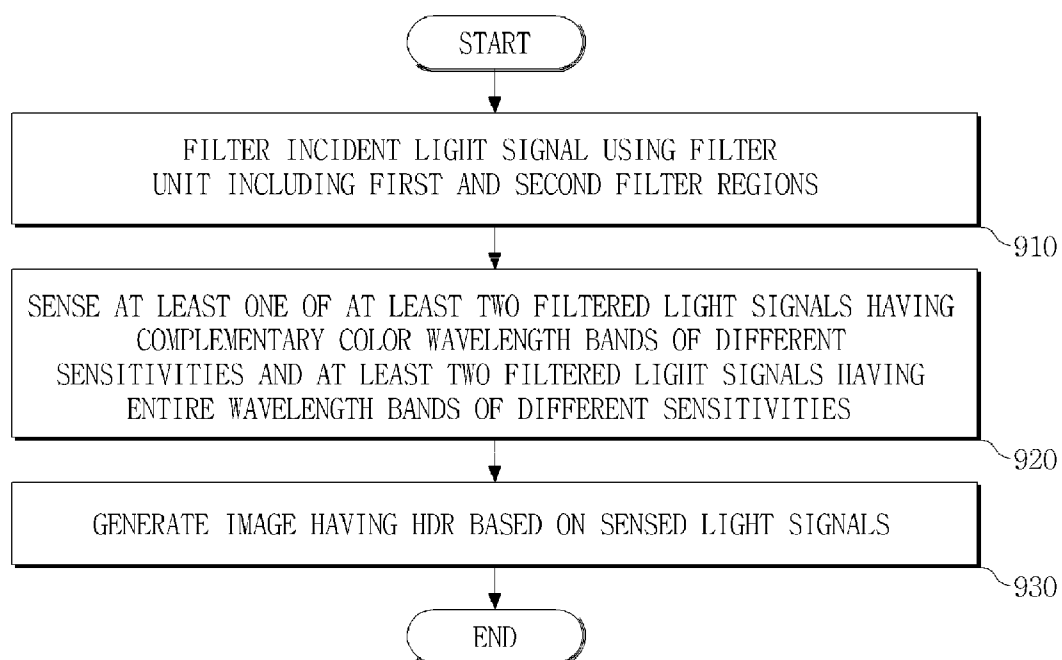 START
FILTER INCIDENT LIGHT SIGNAL USING FILTER
UNIT INCLUDING FIRST AND SECOND FILTER REGIONS
910
SENSE AT LEAST ONE OF AT LEAST TWO FILTERED LIGHT SIGNALS HAVING
COMPLEMENTARY COLOR WAVELENGTH BANDS OF DIFFERENT
SENSITIVITIES AND AT LEAST TWO FILTERED LIGHT SIGNALS HAVING
ENTIRE WAVELENGTH BANDS OF DIFFERENT SENSITIVITIES
920
GENERATE IMAGE HAVING HDR BASED ON SENSED LIGHT SIGNALS
930
END